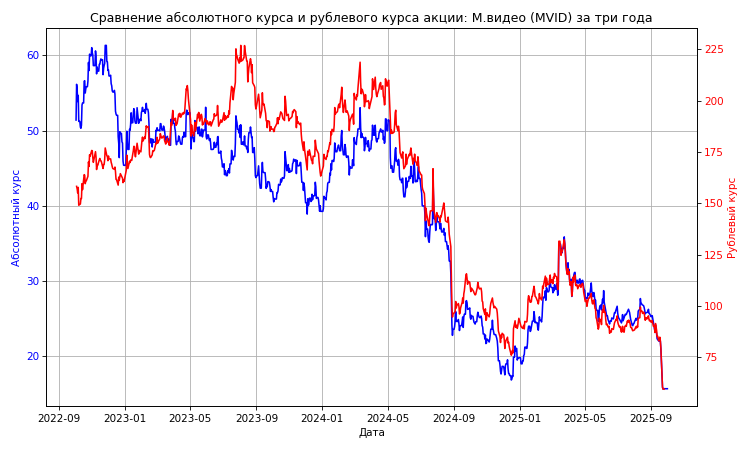 Сравнение абсолютного курса и рублевого курса акции: М.видео (MVID) за три года
60
50
40
30
20
Абсолютный курс
225
200
175
150
125
100
75
Рублевый курс
2022-09 2023-01 2023-05 2023-09 2024-01 2024-05 2024-09 2025-01 2025-05 2025-09
Дата